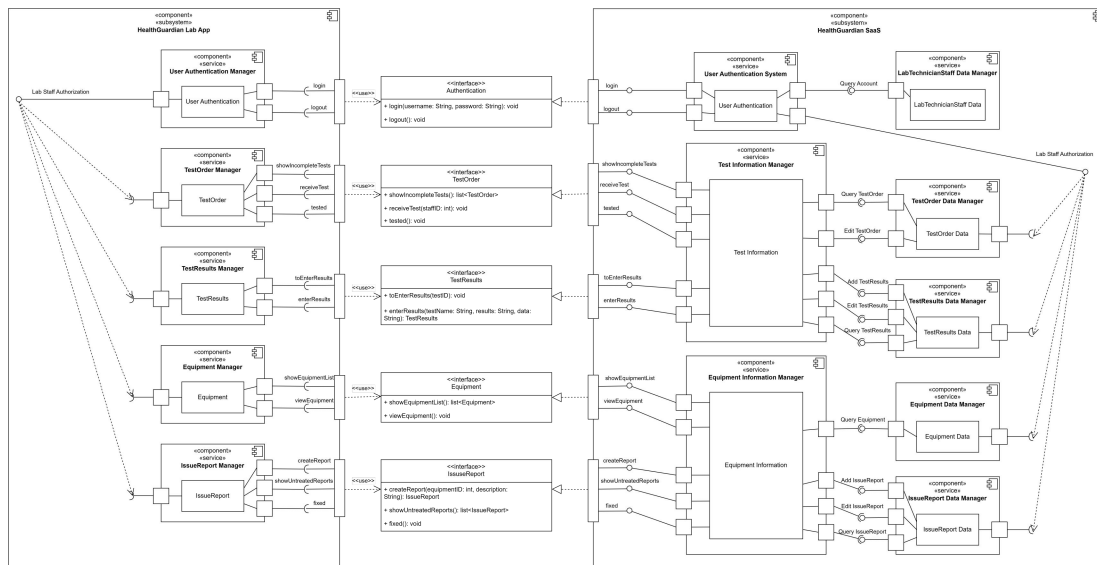 «component»
«subsystem»
HealthGuardian Lab App
«component»
«service»
User Authentication Manager
User Authentication
login
logout
Lab Staff Authorization
«component»
«service»
TestOrder Manager
TestOrder
showIncompleteTests
receiveTest
tested
«component»
«service»
TestResults Manager
TestResults
toEnterResults
enterResults
«component»
«service»
Equipment Manager
Equipment
showEquipmentList
viewEquipment
«component»
«service»
IssueReport Manager
IssueReport
createReport
showUntreatedReports
fixed
<<use>>
<<interface>>
Authentication
+ login(username: String, password: String): void
+ logout(): void
<<use>>
<<interface>>
TestOrder
+ showIncompleteTests(): list<TestOrder>
+ receiveTest(staffID: int): void
+ tested(): void
<<use>>
<<interface>>
TestResults
+ toEnterResults(testID): void
+ enterResults(testName: String, results: String, data:
String): TestResults
<<use>>
<<interface>>
Equipment
+ showEquipmentList(): list<Equipment>
+ viewEquipment(): void
<<use>>
<<interface>>
IssuseReport
+ createReport(equipmentID: int, description:
String): IssueReport
+ showUntreatedReports(): list<IssueReport>
+ fixed(): void
«component»
«subsystem»
HealthGuardian SaaS
login
logout
«component»
«service»
User Authentication System
User Authentication
Query Account
«component»
«service»
LabTechnicianStaff Data Manager
LabTechnicianStaff Data
Lab Staff Authorization
showIncompleteTests
receiveTest
tested
toEnterResults
enterResults
«component»
«service»
Test Information Manager
Test Information
Query TestOrder
Edit TestOrder
«component»
«service»
TestOrder Data Manager
TestOrder Data
Add TestResults
Edit TestResults
Query TestResults
«component»
«service»
TestResults Data Manager
TestResults Data
showEquipmentList
viewEquipment
createReport
showUntreatedReports
fixed
«component»
«service»
Equipment Information Manager
Equipment Information
Query Equipment
«component»
«service»
Equipment Data Manager
Equipment Data
Add IssueReport
Edit IssueReport
Query IssueReport
«component»
«service»
IssueReport Data Manager
IssueReport Data